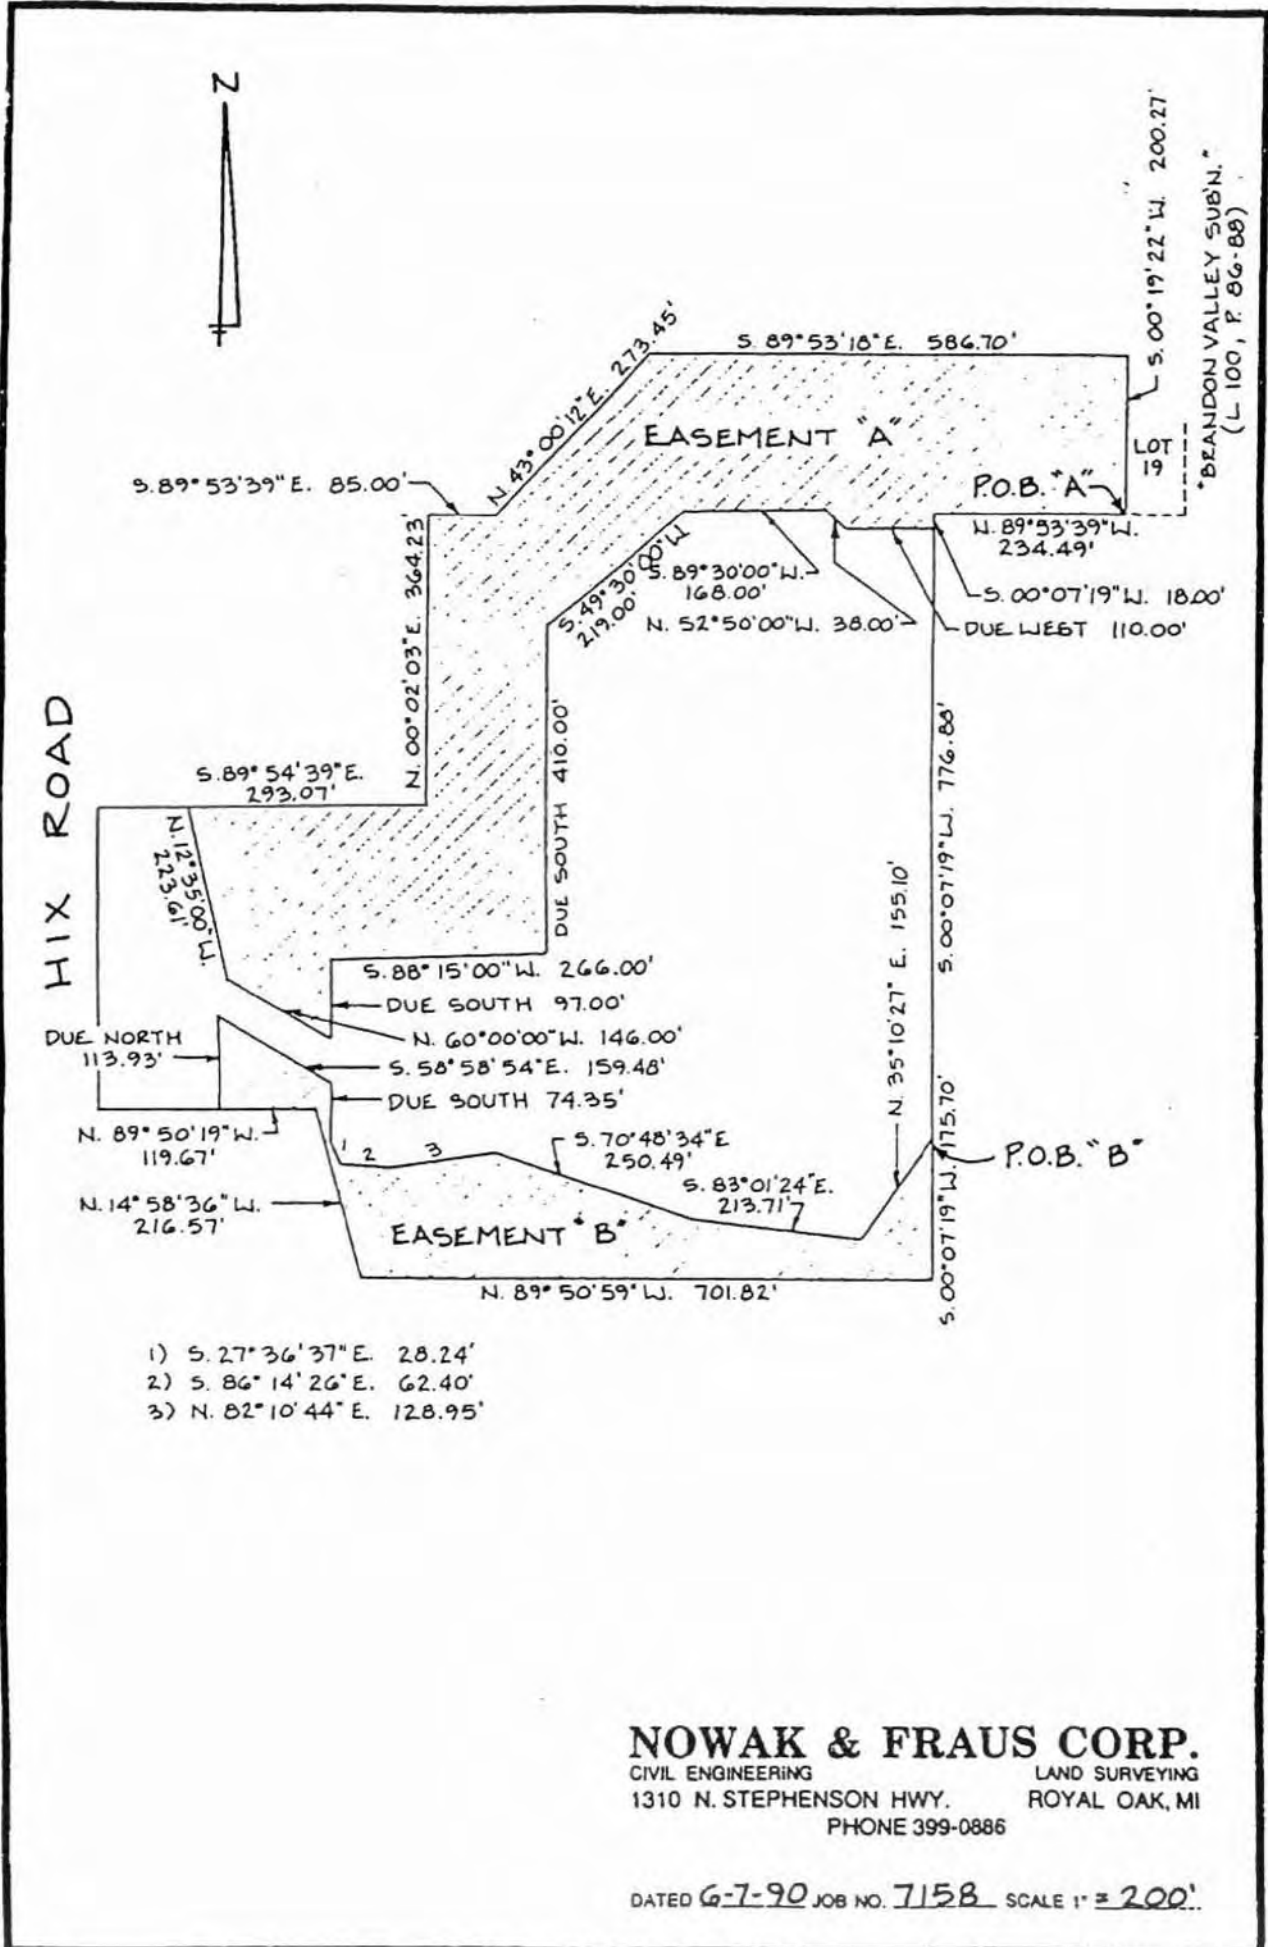 N
S. 00°19'22"W. 200.27'
"BRANDON VALLEY SUB'N."
(L 100, P. 86-88)
S. 89°53'18"E. 586.70'
N. 43°00'12"E. 273.45'
EASEMENT "A"
LOT
19
S. 89°53'39"E. 85.00'
P.O.B. "A"
N. 89°53'39"W.
234.49'
N. 00°02'03"E. 364.23'
S. 49°30'00"W
219.00'
S. 89°30'00"W.
168.00'
S. 00°07'19"W. 18.00'
N. 52°50'00"W. 38.00'
DUE WEST 110.00'
HIX ROAD
S. 89°54'39"E.
293.07'
DUE SOUTH 410.00'
S. 00°07'19"W. 776.88'
N. 12°35'00"W.
223.61'
N. 35°10'27" E. 155.10'
S. 88°15'00"W. 266.00'
DUE SOUTH 97.00'
DUE NORTH
113.93'
N. 60°00'00"W. 146.00'
S. 58°58'54"E. 159.48'
DUE SOUTH 74.35'
N. 89°50'19"W.
119.67'
1
2
3
S. 70°48'34"E
250.49'
S. 00°07'19"W. 175.70'
P.O.B. "B"
N. 14°58'36"W.
216.57'
S. 83°01'24"E.
213.71'
EASEMENT "B"
N. 89°50'59"W. 701.82'
1) S. 27°36'37"E. 28.24'
2) S. 86°14'26"E. 62.40'
3) N. 82°10'44"E. 128.95'
NOWAK & FRAUS CORP.
CIVIL ENGINEERING LAND SURVEYING
1310 N. STEPHENSON HWY. ROYAL OAK, MI
PHONE 399-0886
DATED 6-7-90 JOB NO. 7158 SCALE 1" = 200'